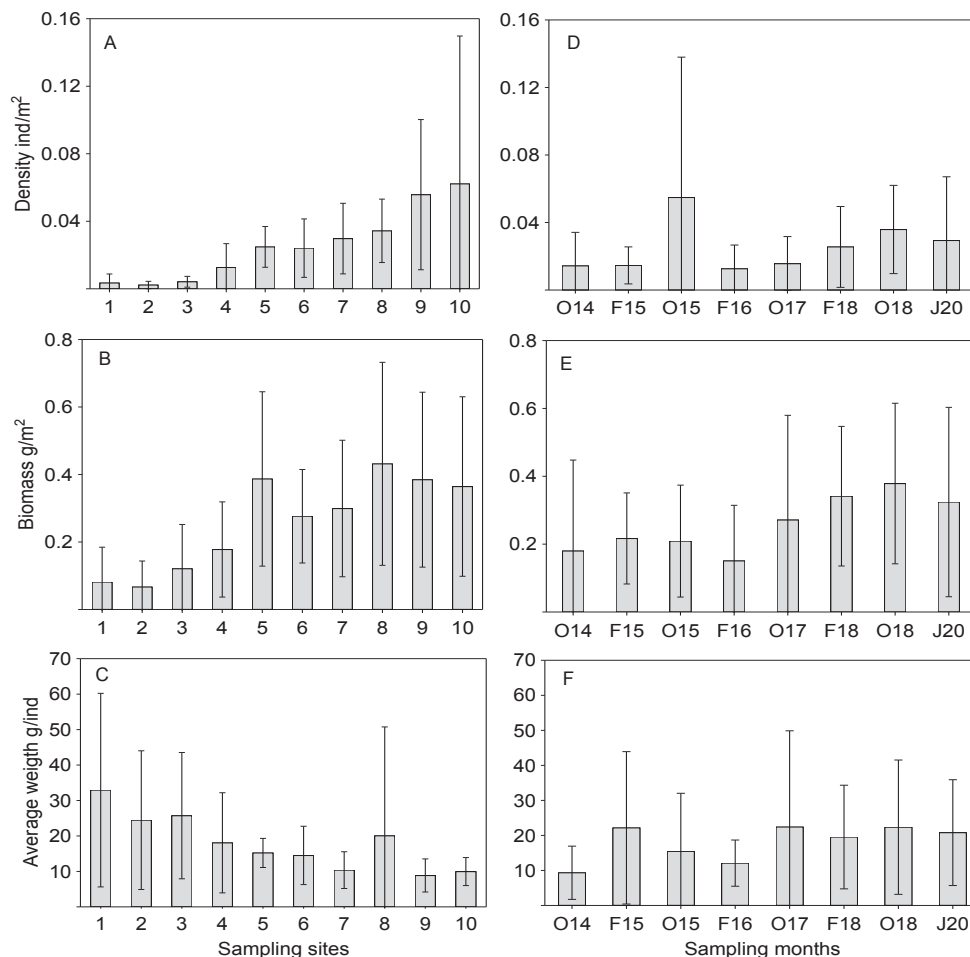 A
Density ind/m²
0.16
0.12
0.08
0.04
1 2 3 4 5 6 7 8 9 10
D
0.16
0.12
0.08
0.04
O14 F15 O15 F16 O17 F18 O18 J20
B
Biomass g/m²
0.8
0.6
0.4
0.2
1 2 3 4 5 6 7 8 9 10
E
0.8
0.6
0.4
0.2
O14 F15 O15 F16 O17 F18 O18 J20
C
Average weigth g/ind
70
60
50
40
30
20
10
1 2 3 4 5 6 7 8 9 10
Sampling sites
F
70
60
50
40
30
20
10
O14 F15 O15 F16 O17 F18 O18 J20
Sampling months